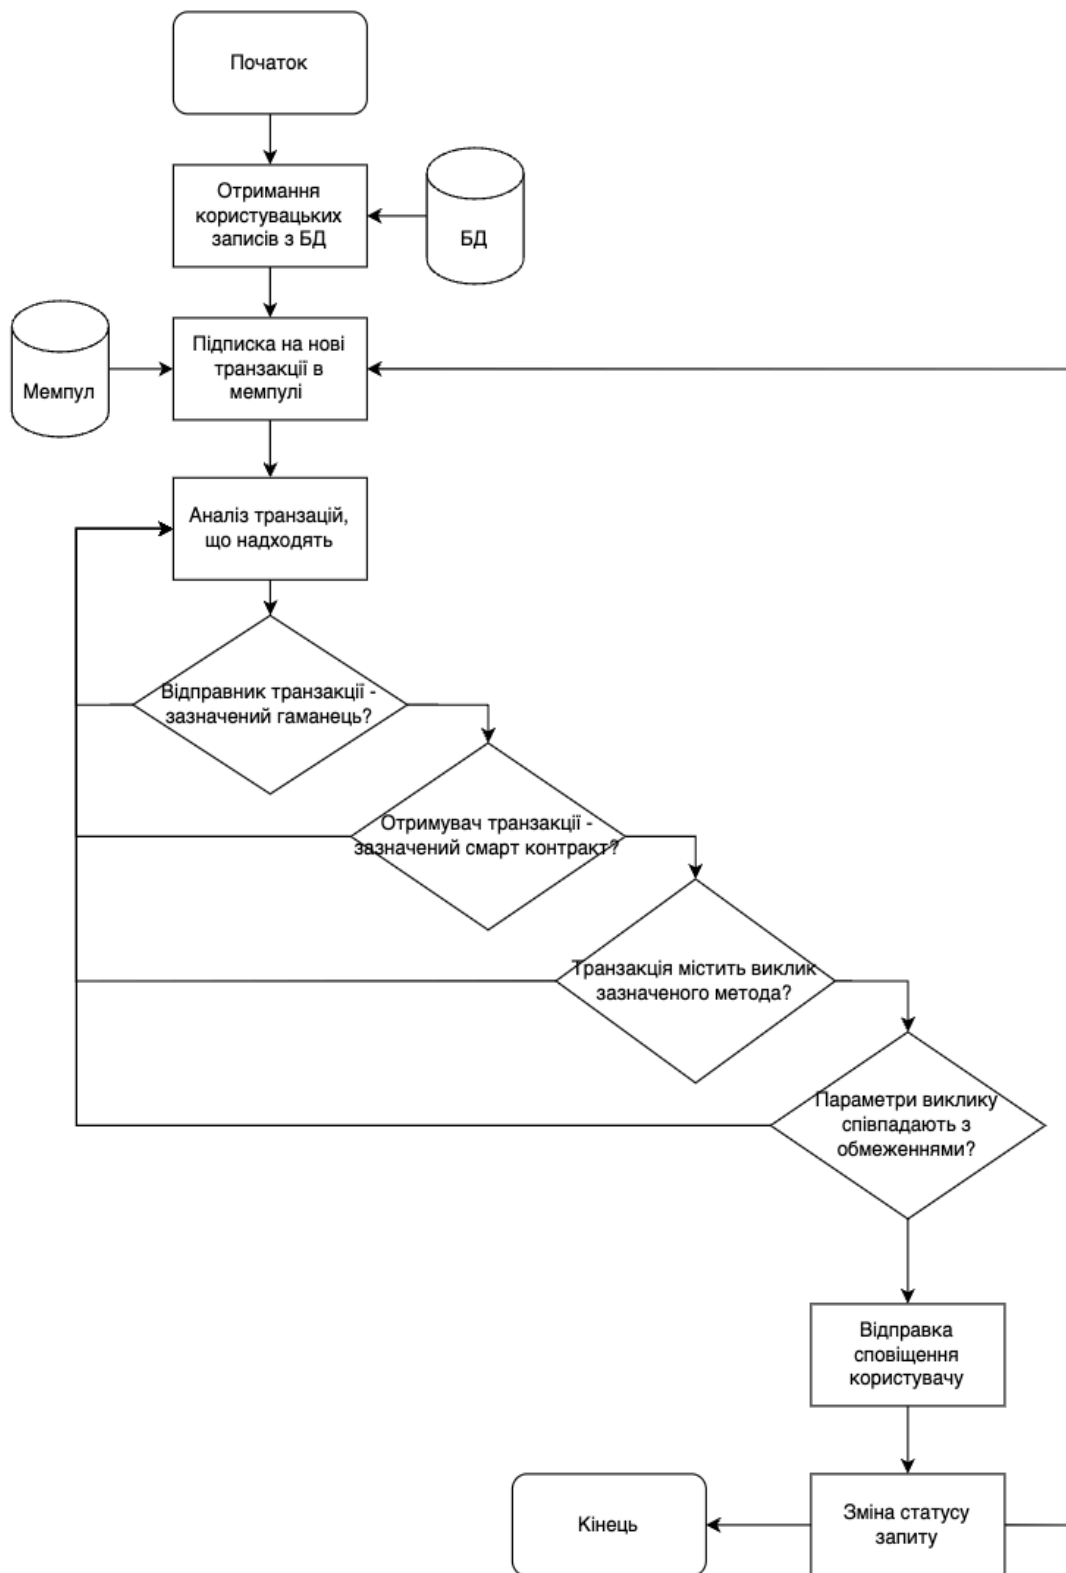 Початок
Отримання
користувацьких
записів з БД
БД
Підписка на нові
транзакції в
мемпулі
Мемпул
Аналіз транзацій,
що надходять
Відправник транзакції -
зазначений гаманець?
Отримувач транзакції -
зазначений смарт контракт?
Транзакція містить виклик
зазначеного метода?
Параметри виклику
співпадають з
обмеженнями?
Відправка
сповіщення
користувачу
Кінець
Зміна статусу
запиту